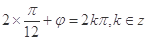 2 × π/12 + φ = 2kπ, k ∈ z